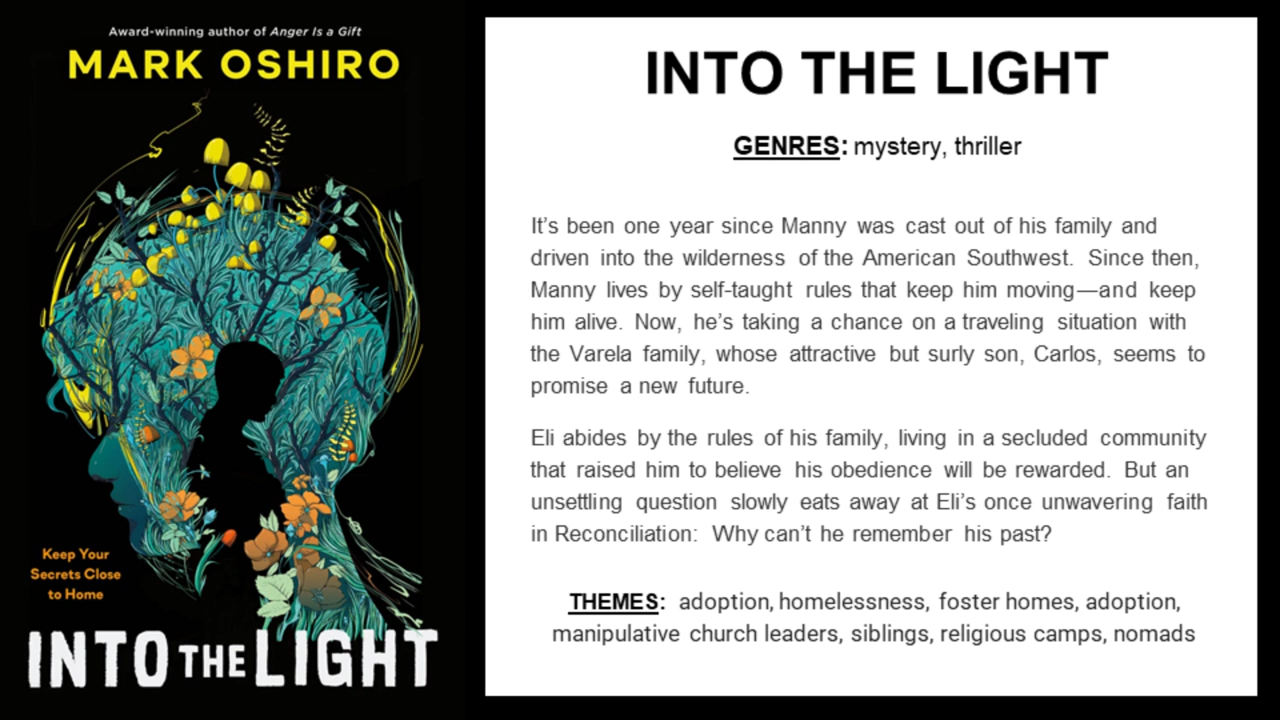 Award-winning author of Anger Is a Gift
MARK OSHIRO
Keep Your
Secrets Close
to Home
INTO THE LIGHT
INTO THE LIGHT
GENRES: mystery, thriller
It's been one year since Manny was cast out of his family and
driven into the wilderness of the American Southwest. Since then,
Manny lives by self-taught rules that keep him moving—and keep
him alive. Now, he's taking a chance on a traveling situation with
the Varela family, whose attractive but surly son, Carlos, seems to
promise a new future.
Eli abides by the rules of his family, living in a secluded community
that raised him to believe his obedience will be rewarded. But an
unsettling question slowly eats away at Eli's once unwavering faith
in Reconciliation: Why can't he remember his past?
THEMES: adoption, homelessness, foster homes, adoption,
manipulative church leaders, siblings, religious camps, nomads